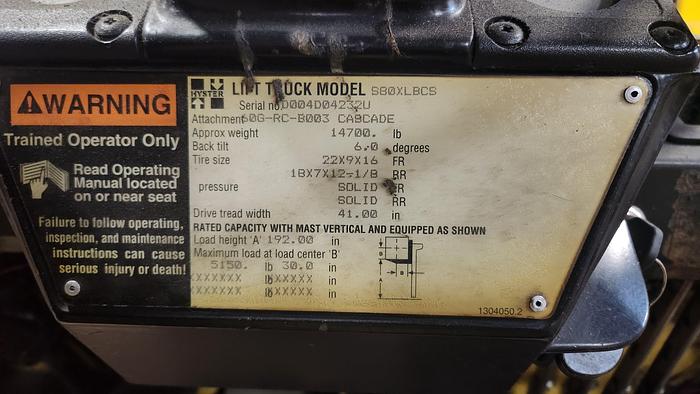 WARNING
Trained Operator Only
Read Operating
Manual located
on or near seat
Failure to follow operating,
inspection, and maintenance
instructions can cause
serious injury or death!
HYSTER
LIFT TRUCK MODEL S80XLBCS
Serial no. D004D04232U
Attachment 60G-RC-B003 CASCADE
Approx weight 14700. lb
Back tilt 6.0 degrees
Tire size 22X9X16 FR
18X7X12-1/8 RR
pressure SOLID FR
SOLID RR
Drive tread width 41.00 in
RATED CAPACITY WITH MAST VERTICAL AND EQUIPPED AS SHOWN
Load height 'A' 192.00 in
Maximum load at load center 'B'
5150. lb 30.0 in
XXXXXX lb XXXXX in
XXXXXX lb XXXXX in
B
B
A
1304050.2